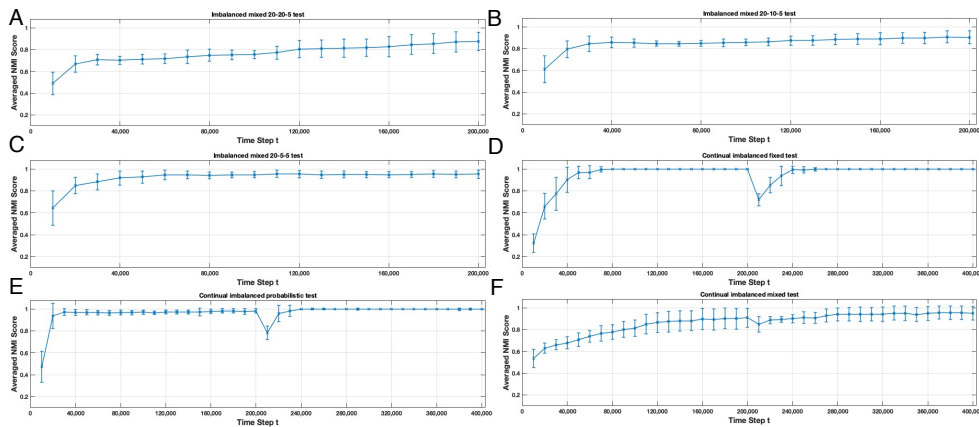 A
Imbalanced mixed 20-20-5 test
Averaged NMI Score
1
0.8
0.6
0.4
0.2
0 40,000 80,000 120,000 160,000 200,000
Time Step t
B
Imbalanced mixed 20-10-5 test
Averaged NMI Score
1
0.8
0.6
0.4
0.2
0 40,000 80,000 120,000 160,000 200,000
Time Step t
C
Imbalanced mixed 20-5-5 test
Averaged NMI Score
1
0.8
0.6
0.4
0.2
0 40,000 80,000 120,000 160,000 200,000
Time Step t
D
Continual imbalanced fixed test
Averaged NMI Score
1
0.8
0.6
0.4
0.2
0 40,000 80,000 120,000 160,000 200,000 240,000 280,000 320,000 360,000 400,000
Time Step t
E
Continual imbalanced probabilistic test
Averaged NMI Score
1
0.8
0.6
0.4
0.2
0 40,000 80,000 120,000 160,000 200,000 240,000 280,000 320,000 360,000 400,000
Time Step t
F
Continual imbalanced mixed test
Averaged NMI Score
1
0.8
0.6
0.4
0.2
0 40,000 80,000 120,000 160,000 200,000 240,000 280,000 320,000 360,000 400,000
Time Step t